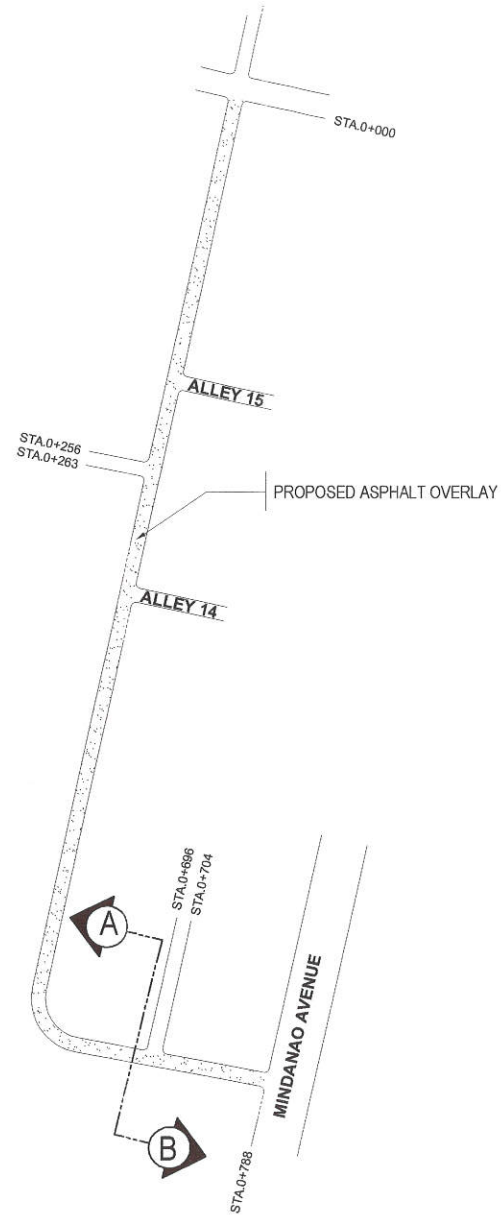 STA.0+000
ALLEY 15
STA.0+256
STA.0+263
PROPOSED ASPHALT OVERLAY
ALLEY 14
STA.0+696
STA.0+704
A
MINDANAO AVENUE
B
STA.0+788